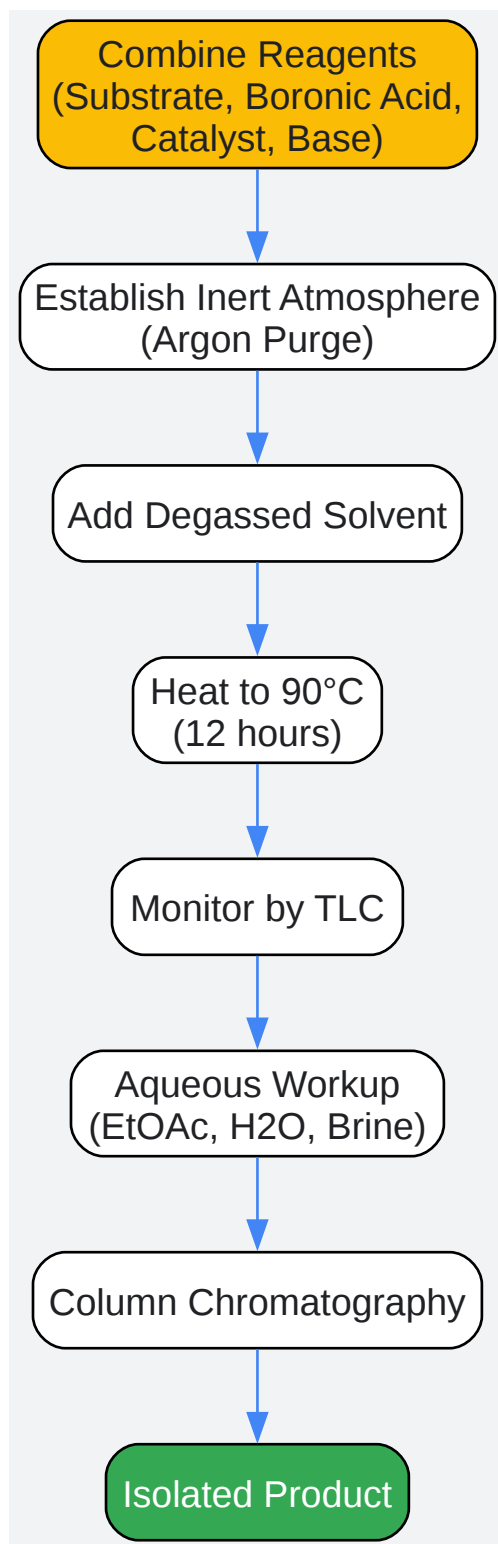 Combine Reagents
(Substrate, Boronic Acid,
Catalyst, Base)
Establish Inert Atmosphere
(Argon Purge)
Add Degassed Solvent
Heat to 90°C
(12 hours)
Monitor by TLC
Aqueous Workup
(EtOAc, H2O, Brine)
Column Chromatography
Isolated Product